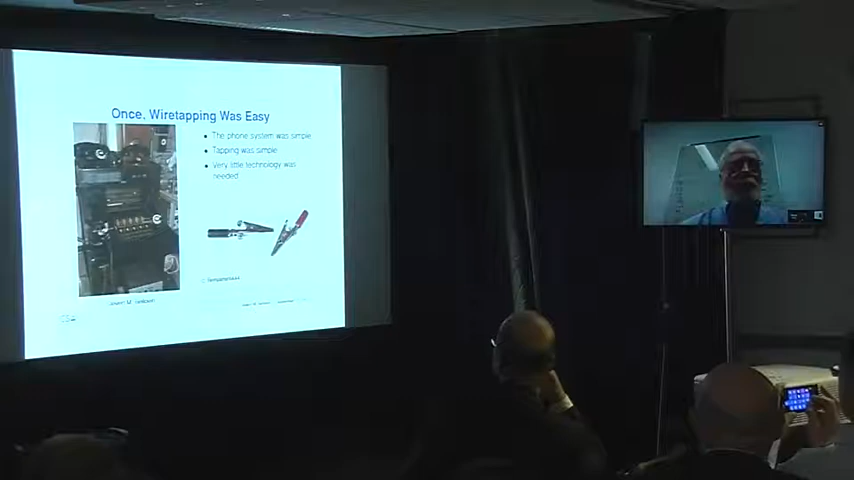 Once, Wiretapping Was Easy
• The phone system was simple
• Tapping was simple
• Very little technology was
needed